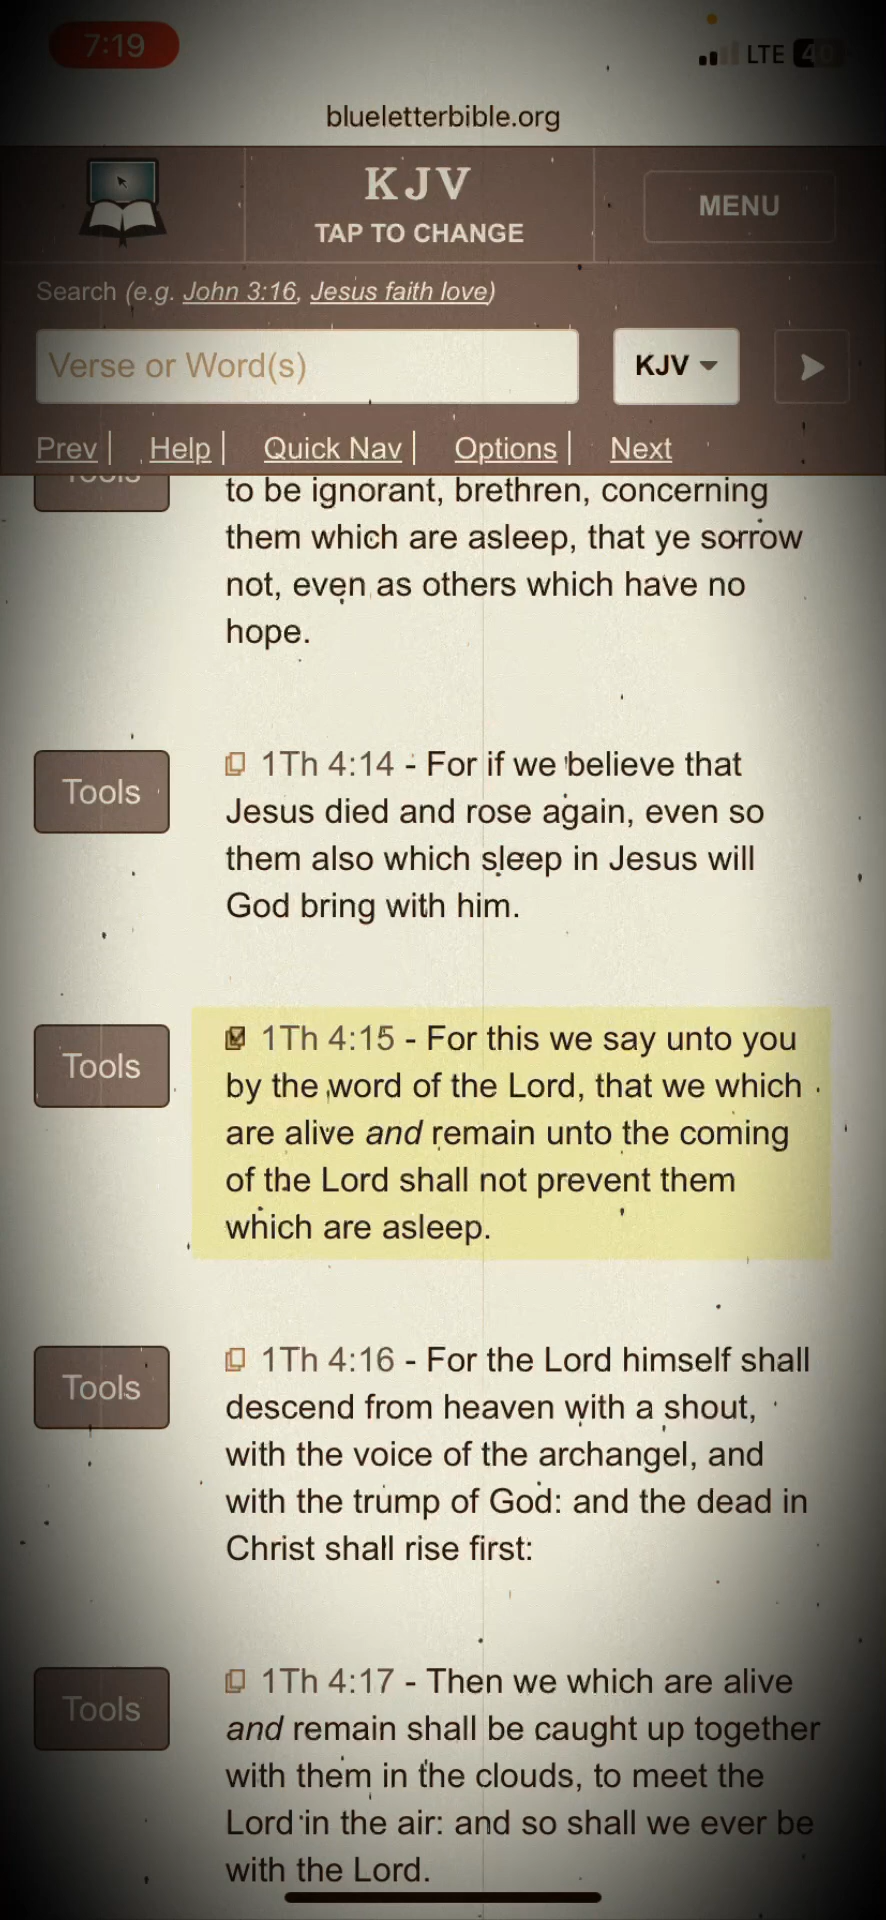 7:19
LTE 40
blueletterbible.org
KJV
TAP TO CHANGE
MENU
Search (e.g. John 3:16, Jesus faith love)
Verse or Word(s)
KJV
Prev | Help | Quick Nav | Options | Next
Tools
to be ignorant, brethren, concerning
them which are asleep, that ye sorrow
not, even as others which have no
hope.
Tools
1Th 4:14 - For if we believe that
Jesus died and rose again, even so
them also which sleep in Jesus will
God bring with him.
Tools
1Th 4:15 - For this we say unto you
by the word of the Lord, that we which
are alive and remain unto the coming
of the Lord shall not prevent them
which are asleep.
Tools
1Th 4:16 - For the Lord himself shall
descend from heaven with a shout,
with the voice of the archangel, and
with the trump of God: and the dead in
Christ shall rise first:
Tools
1Th 4:17 - Then we which are alive
and remain shall be caught up together
with them in the clouds, to meet the
Lord in the air: and so shall we ever be
with the Lord.